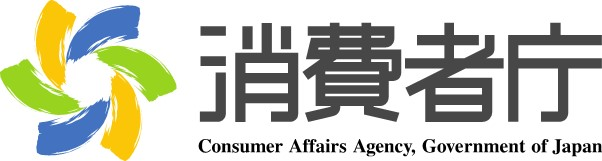 消費者庁
Consumer Affairs Agency, Government of Japan